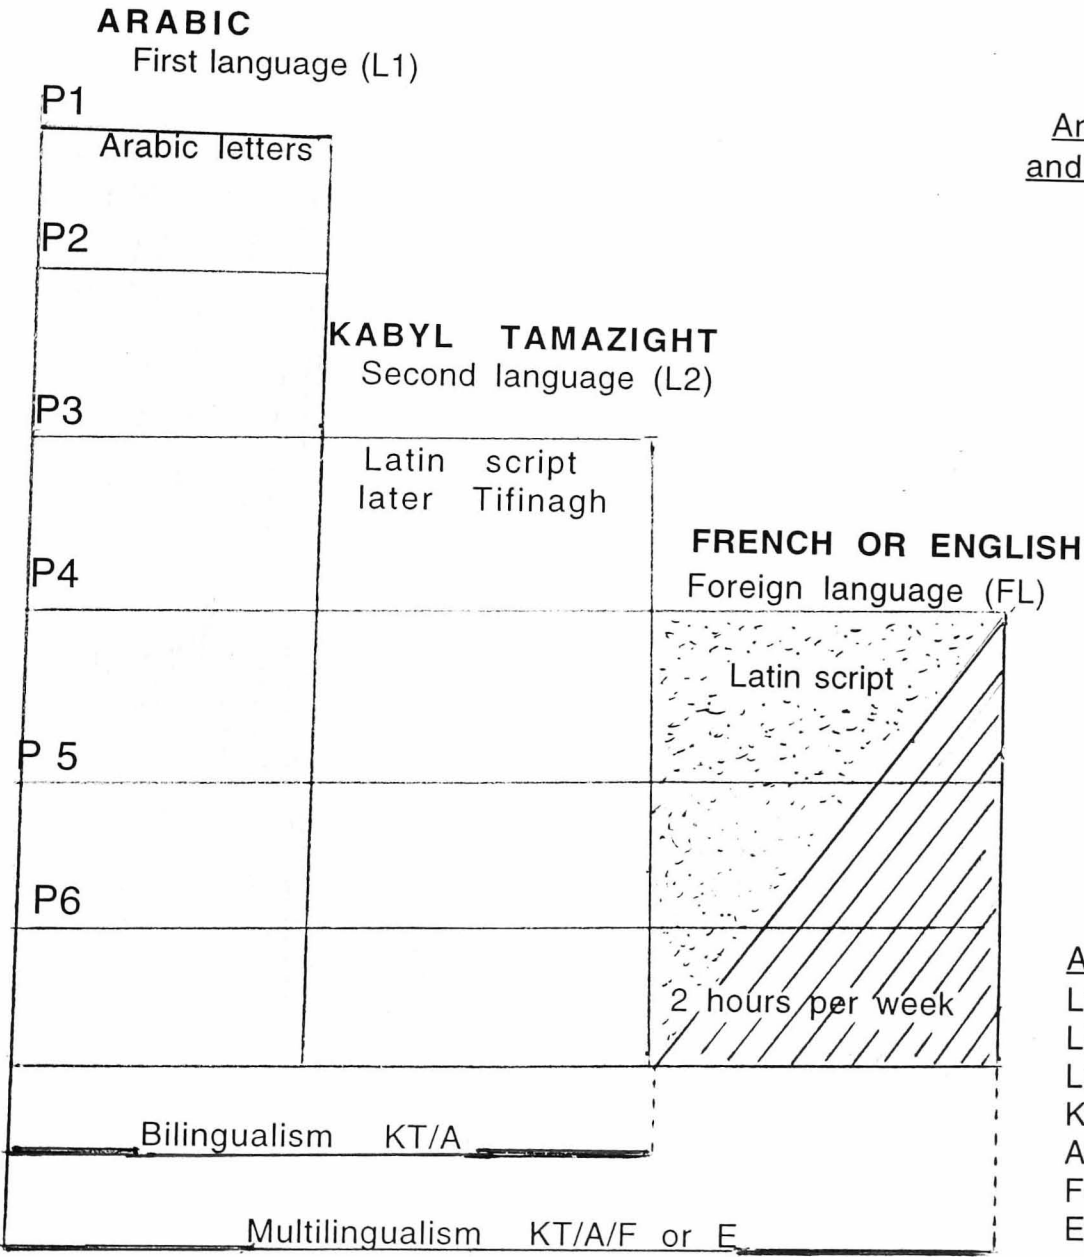 ARABIC
First language (L1)
P1
Arabic letters
P2
KABYL TAMAZIGHT
Second language (L2)
P3
Latin script
later Tifinagh
FRENCH OR ENGLISH
Foreign language (FL)
P4
Latin script
P 5
P6
2 hours per week
Bilingualism KT/A
Multilingualism KT/A/F or E
and
A
L
L
L
K
A
F
E